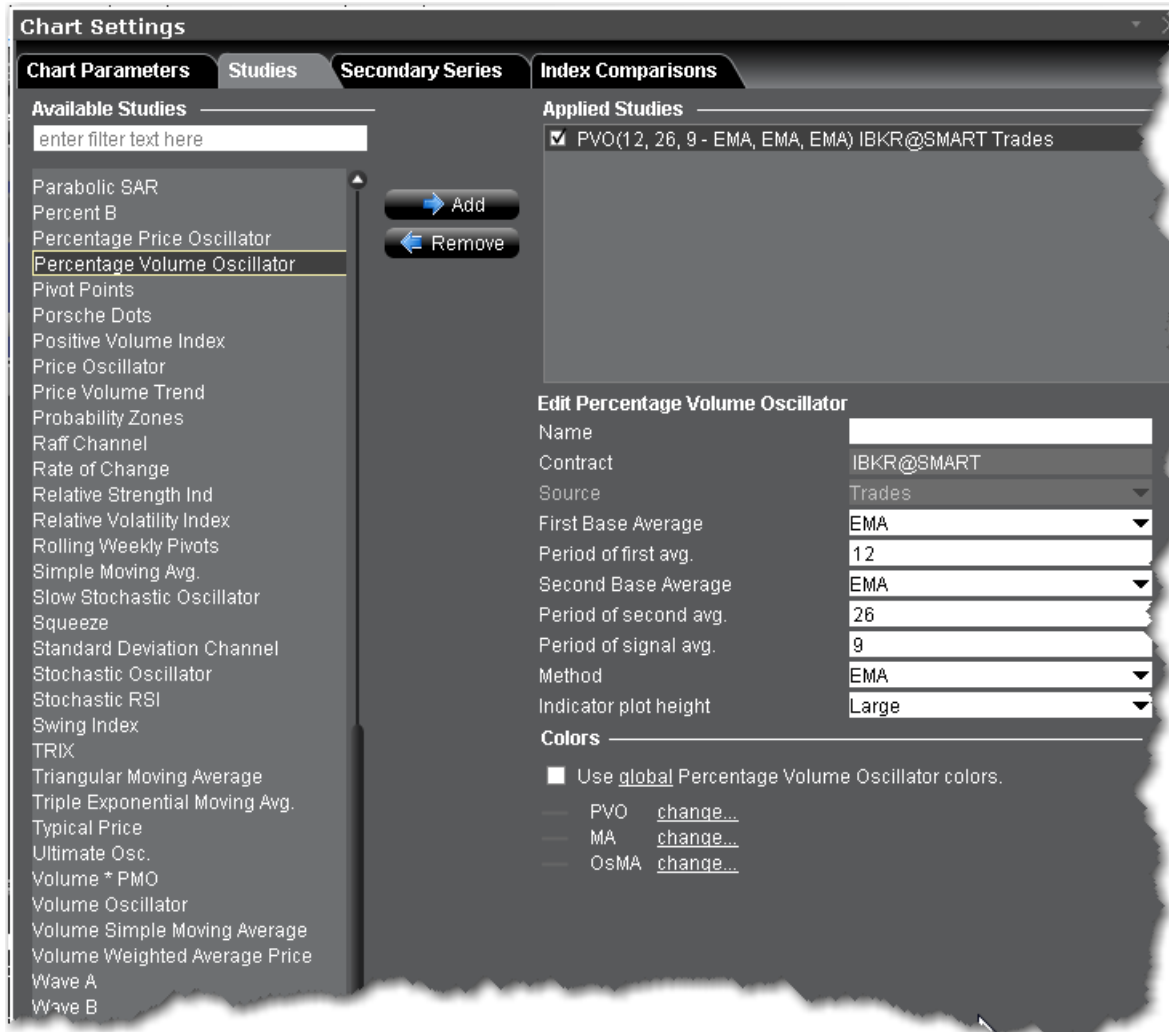 Chart Settings
Chart Parameters Studies Secondary Series Index Comparisons
Available Studies
enter filter text here
Parabolic SAR
Percent B
Percentage Price Oscillator
Percentage Volume Oscillator
Pivot Points
Porsche Dots
Positive Volume Index
Price Oscillator
Price Volume Trend
Probability Zones
Raff Channel
Rate of Change
Relative Strength Ind
Relative Volatility Index
Rolling Weekly Pivots
Simple Moving Avg.
Slow Stochastic Oscillator
Squeeze
Standard Deviation Channel
Stochastic Oscillator
Stochastic RSI
Swing Index
TRIX
Triangular Moving Average
Triple Exponential Moving Avg.
Typical Price
Ultimate Osc.
Volume * PMO
Volume Oscillator
Volume Simple Moving Average
Volume Weighted Average Price
Wave A
Wave B
Add
Remove
Applied Studies
PVO(12, 26, 9 - EMA, EMA, EMA) IBKR@SMART Trades
Edit Percentage Volume Oscillator
Name
Contract IBKR@SMART
Source Trades
First Base Average EMA
Period of first avg. 12
Second Base Average EMA
Period of second avg. 26
Period of signal avg. 9
Method EMA
Indicator plot height Large
Colors
Use global Percentage Volume Oscillator colors.
PVO change...
MA change...
OsMA change...